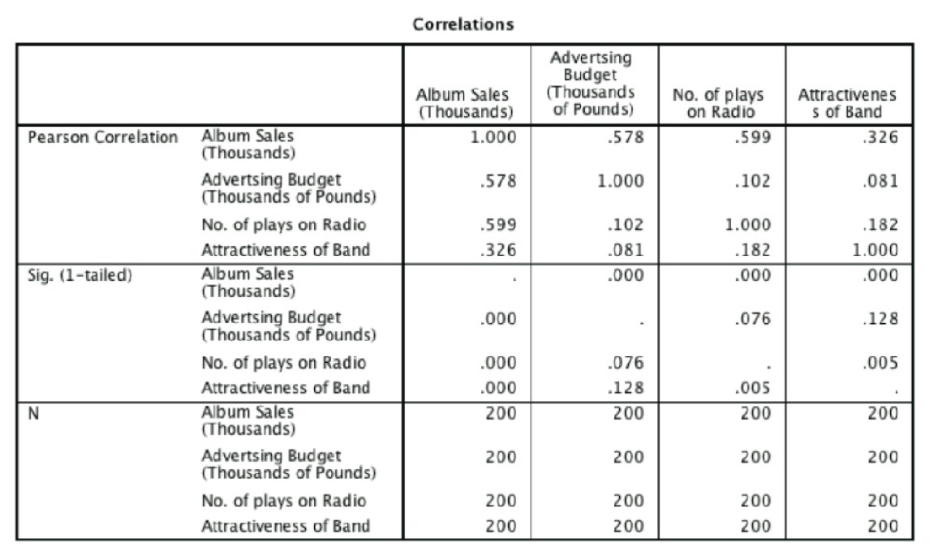 Correlations
Album Sales (Thousands) Advertsing Budget (Thousands of Pounds) No. of plays on Radio Attractivenes s of Band
Pearson Correlation Album Sales (Thousands) 1.000 .578 .599 .326
Advertsing Budget (Thousands of Pounds) .578 1.000 .102 .081
No. of plays on Radio .599 .102 1.000 .182
Attractiveness of Band .326 .081 .182 1.000
Sig. (1-tailed) Album Sales (Thousands) . .000 .000 .000
Advertsing Budget (Thousands of Pounds) .000 . .076 .128
No. of plays on Radio .000 .076 . .005
Attractiveness of Band .000 .128 .005 .
N Album Sales (Thousands) 200 200 200 200
Advertsing Budget (Thousands of Pounds) 200 200 200 200
No. of plays on Radio 200 200 200 200
Attractiveness of Band 200 200 200 200